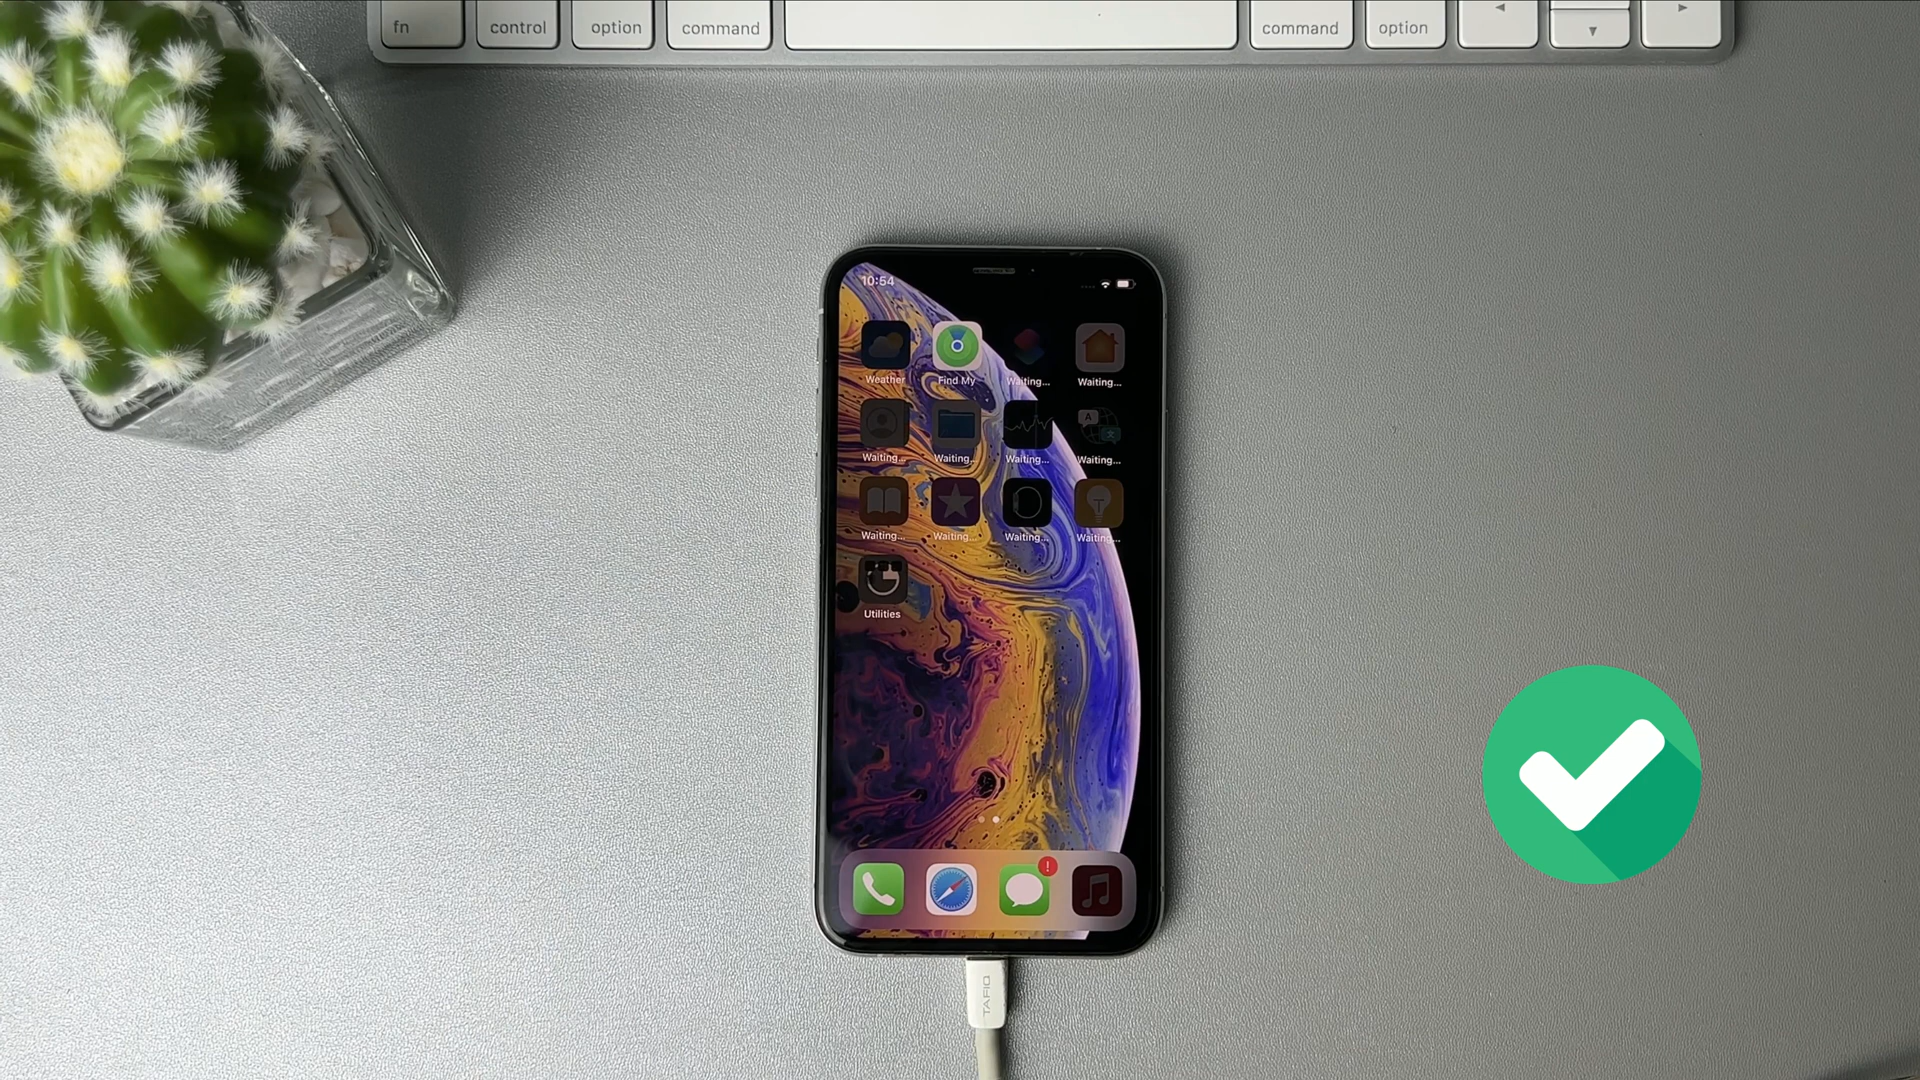 fn control option command command option
10:54
Weather Find My Waiting... Waiting...
Waiting... Waiting... Waiting... Waiting...
Waiting... Waiting... Waiting... Waiting...
Utilities
TAFIQ